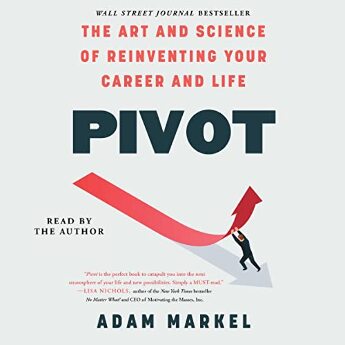 WALL STREET JOURNAL BESTSELLER
THE ART AND SCIENCE
OF REINVENTING YOUR
CAREER AND LIFE
PIVOT
READ BY
THE AUTHOR
"Pivot is the perfect book to catapult you into the next
stratosphere of your life and new possibilities. Simply a MUST-read."
—LISA NICHOLS, author of the New York Times bestseller
No Matter What! and CEO of Motivating the Masses, Inc.
ADAM MARKEL